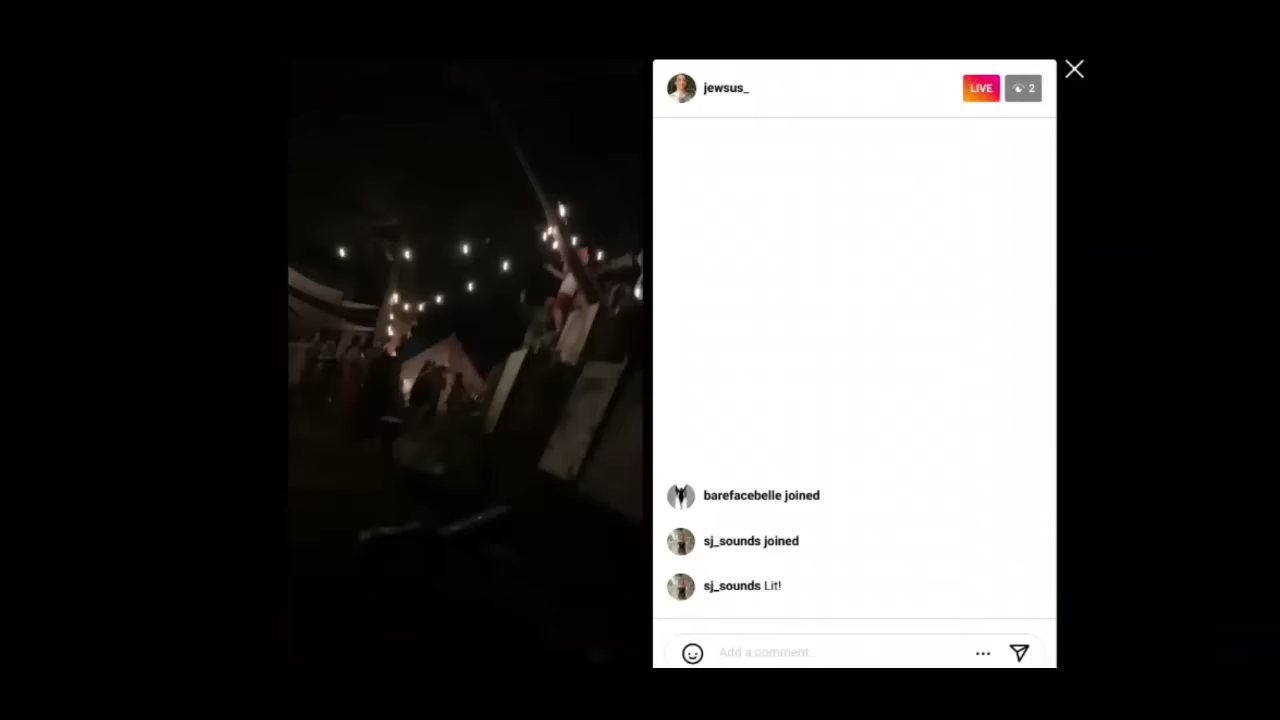 jewsus_
LIVE
2
barefacebelle joined
sj_sounds joined
sj_sounds Lit!
Add a comment...